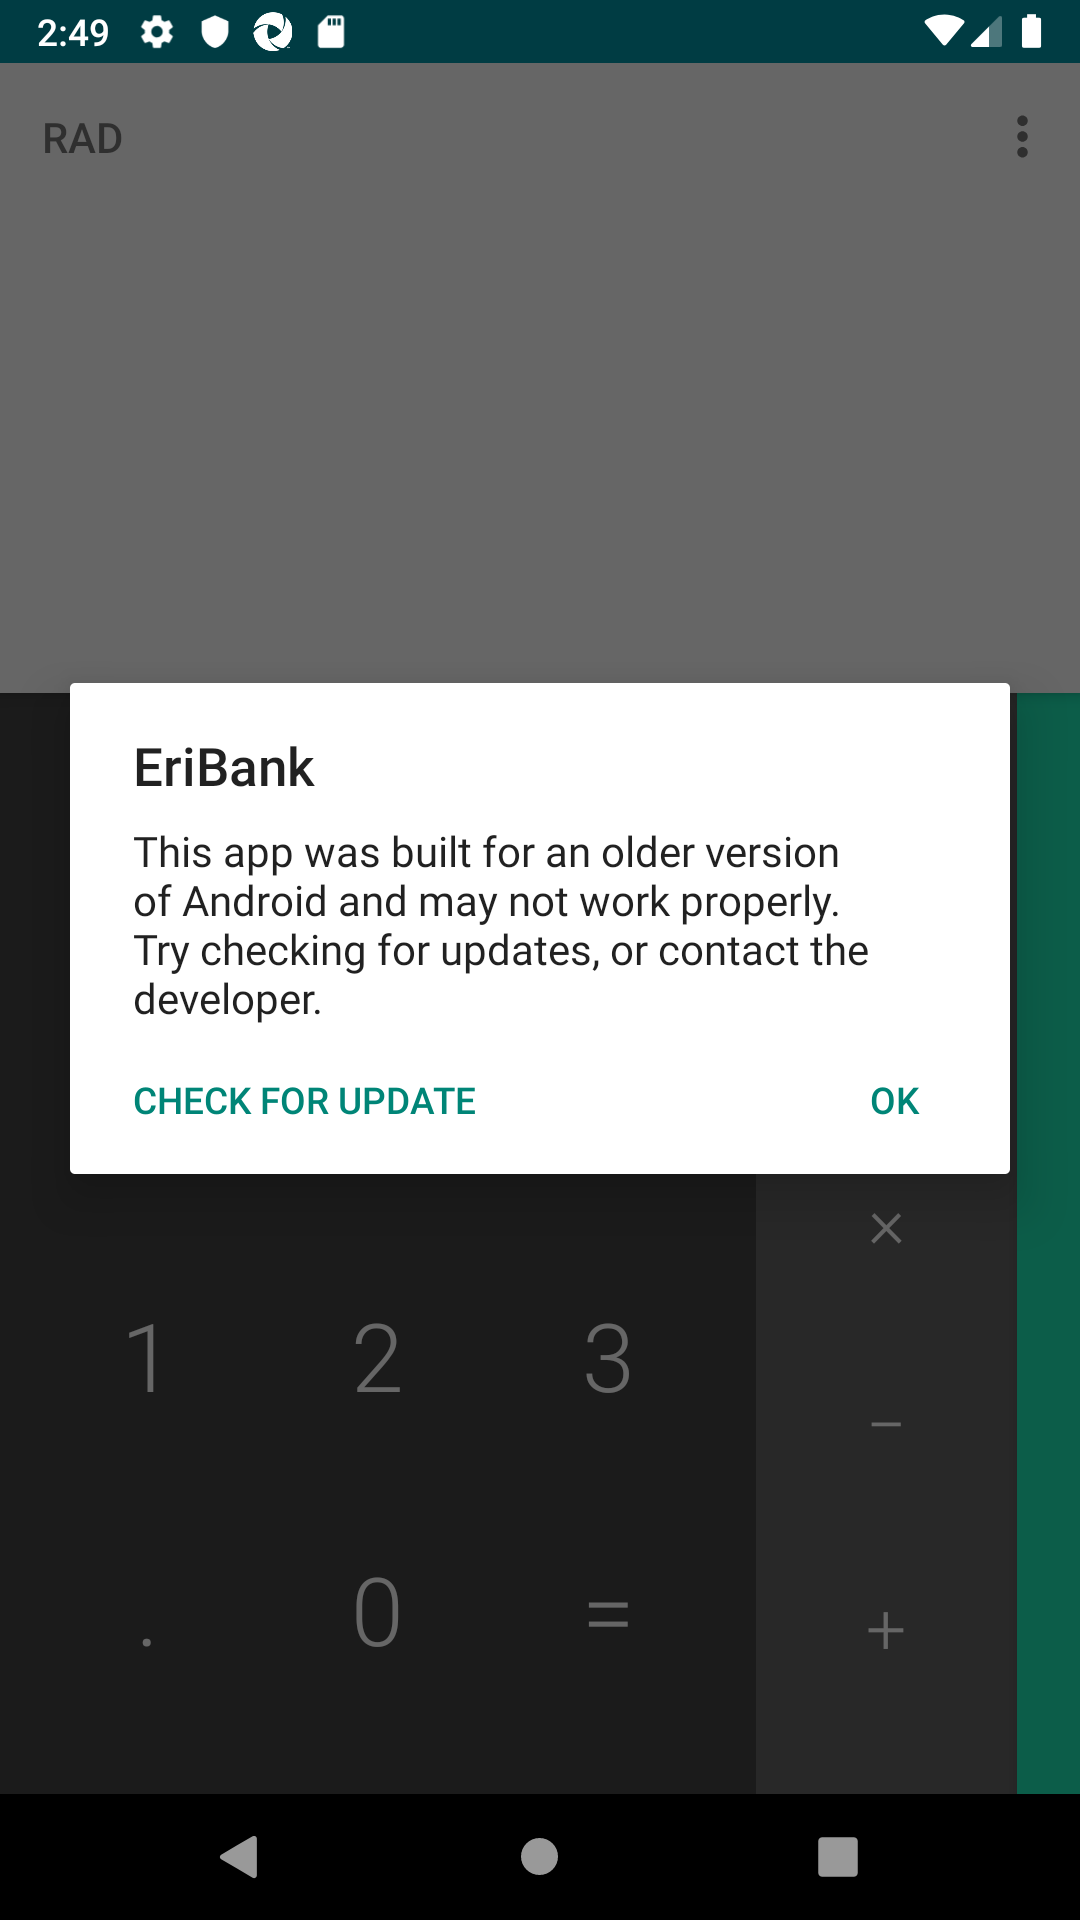 2:49
RAD
EriBank
This app was built for an older version
of Android and may not work properly.
Try checking for updates, or contact the
developer.
CHECK FOR UPDATE OK
×
1 2 3
−
. 0 =
+